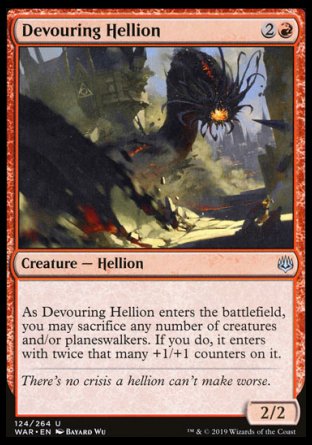 Devouring Hellion 2
Creature — Hellion
As Devouring Hellion enters the battlefield,
you may sacrifice any number of creatures
and/or planeswalkers. If you do, it enters
with twice that many +1/+1 counters on it.
There's no crisis a hellion can't make worse.
2/2
124/264 U
WAR • EN Bayard Wu
™ & © 2019 Wizards of the Coast